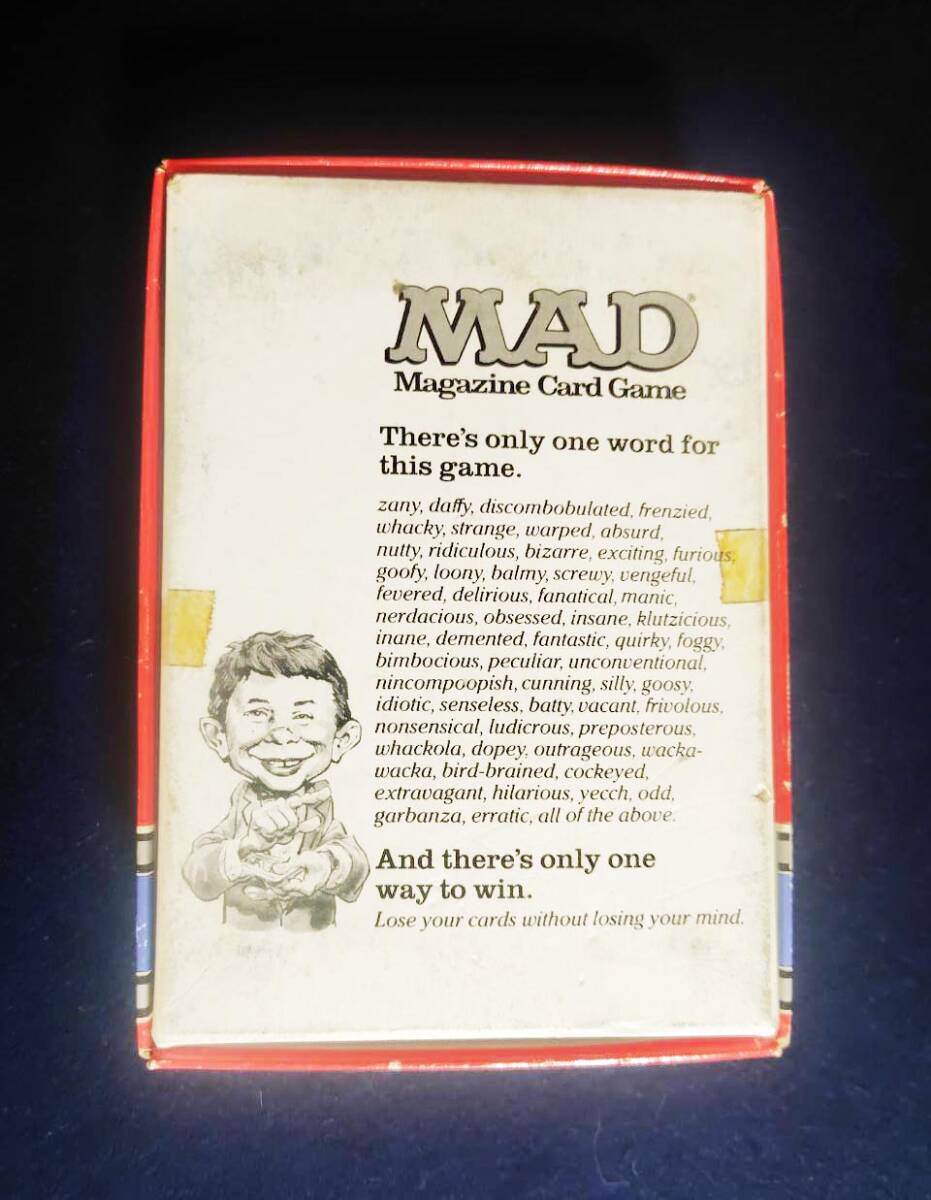 MAD®
Magazine Card Game
There's only one word for
this game.
zany, daffy, discombobulated, frenzied,
whacky, strange, warped, absurd,
nutty, ridiculous, bizarre, exciting, furious,
goofy, loony, balmy, screwy, vengeful,
fevered, delirious, fanatical, manic,
nerdacious, obsessed, insane, klutzicious,
inane, demented, fantastic, quirky, foggy,
bimbocious, peculiar, unconventional,
nincompoopish, cunning, silly, goosy,
idiotic, senseless, batty, vacant, frivolous,
nonsensical, ludicrous, preposterous,
whackola, dopey, outrageous, wacka-
wacka, bird-brained, cockeyed,
extravagant, hilarious, yecch, odd,
garbanza, erratic, all of the above.
And there's only one
way to win.
Lose your cards without losing your mind.